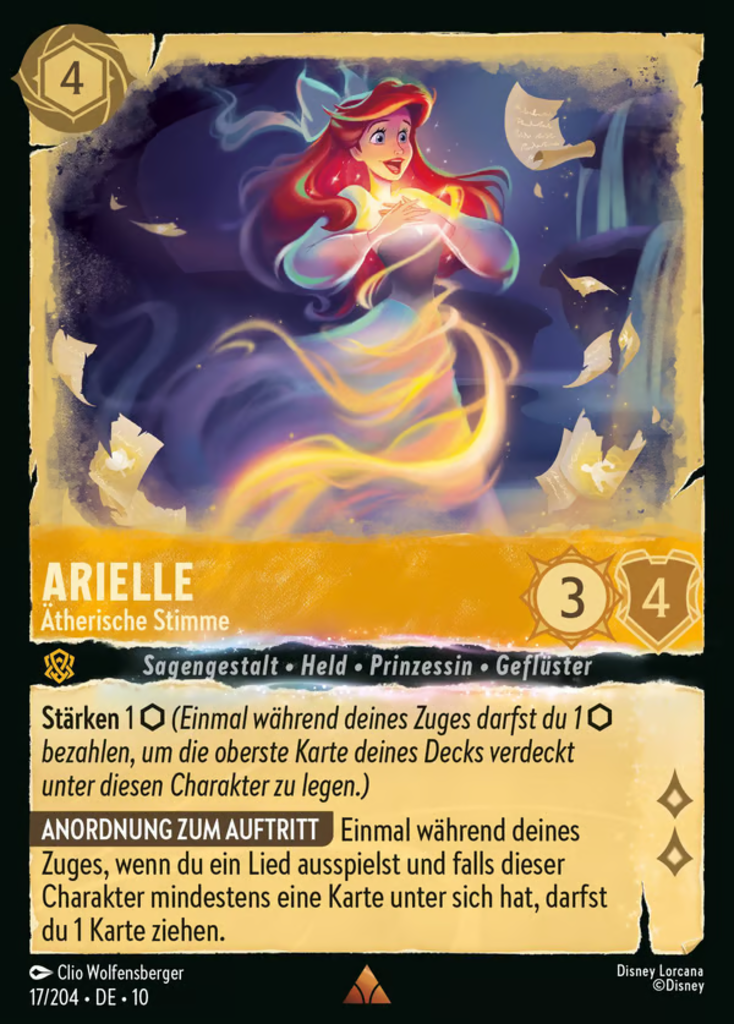 4
ARIELLE
Ätherische Stimme
3
4
Sagengestalt • Held • Prinzessin • Geflüster
Stärken 1 ⬡ (Einmal während deines Zuges darfst du 1 ⬡
bezahlen, um die oberste Karte deines Decks verdeckt
unter diesen Charakter zu legen.)
ANORDNUNG ZUM AUFTRITT Einmal während deines
Zuges, wenn du ein Lied ausspielst und falls dieser
Charakter mindestens eine Karte unter sich hat, darfst
du 1 Karte ziehen.
Clio Wolfensberger
17/204 • DE • 10
Disney Lorcana
©Disney